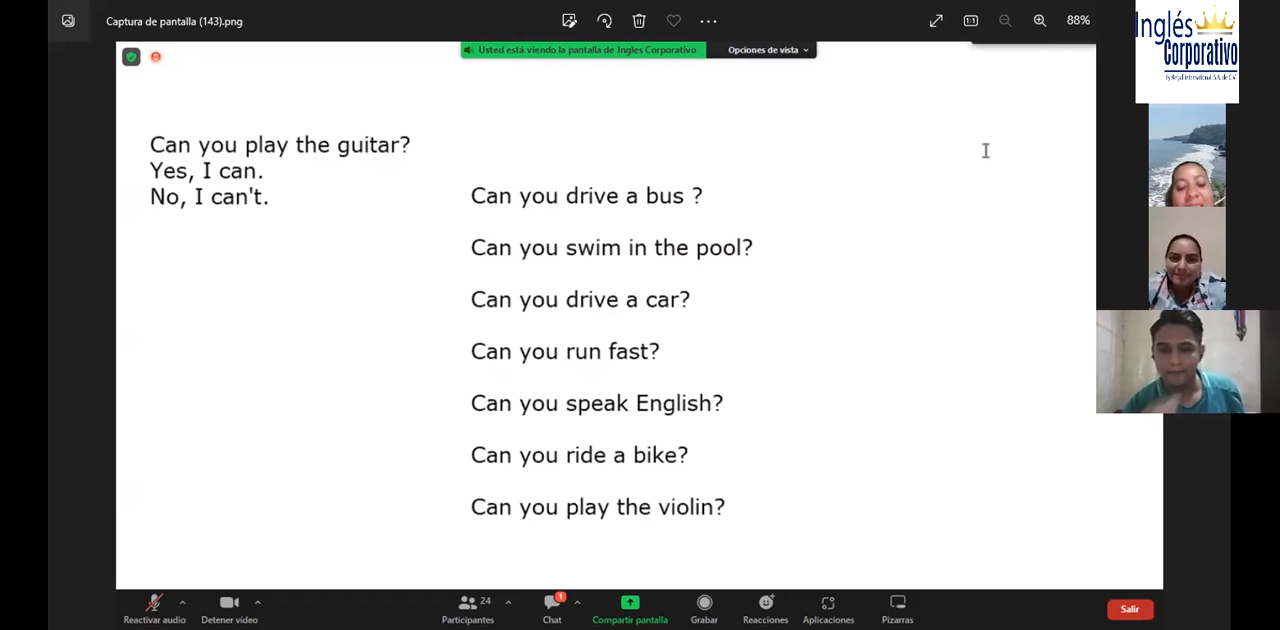 Captura de pantalla (143).png
88%
Inglés
Corporativo
Usted está viendo la pantalla de Ingles Corporativo
Opciones de vista
Can you play the guitar?
Yes, I can.
No, I can't.
Can you drive a bus ?
Can you swim in the pool?
Can you drive a car?
Can you run fast?
Can you speak English?
Can you ride a bike?
Can you play the violin?
Reactivar audio
Detener vídeo
24
Participantes
1
Chat
Compartir pantalla
Grabar
Reacciones
Aplicaciones
Pizarras
Salir